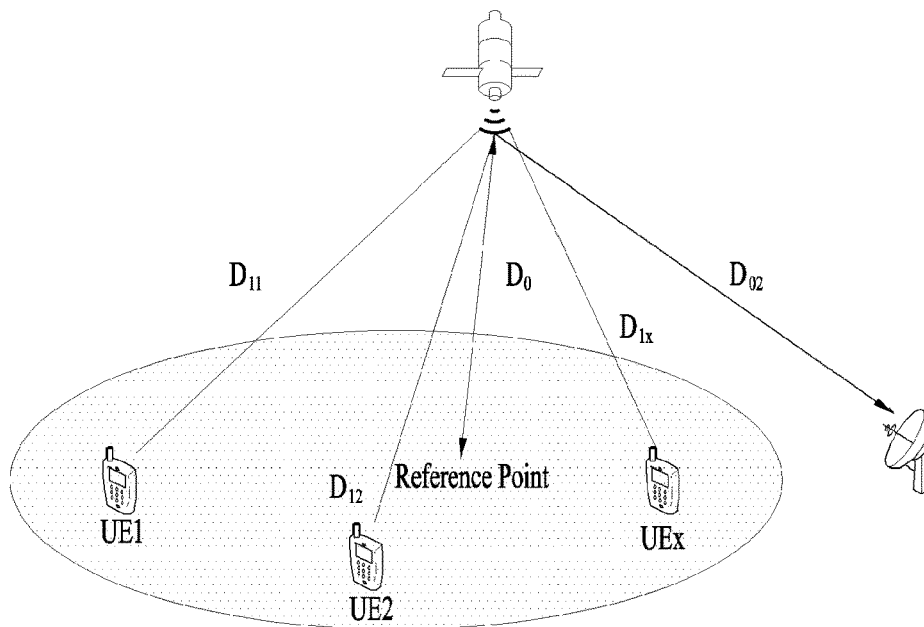 D11
D0
D02
D1x
D12
Reference Point
UE1
UEx
UE2